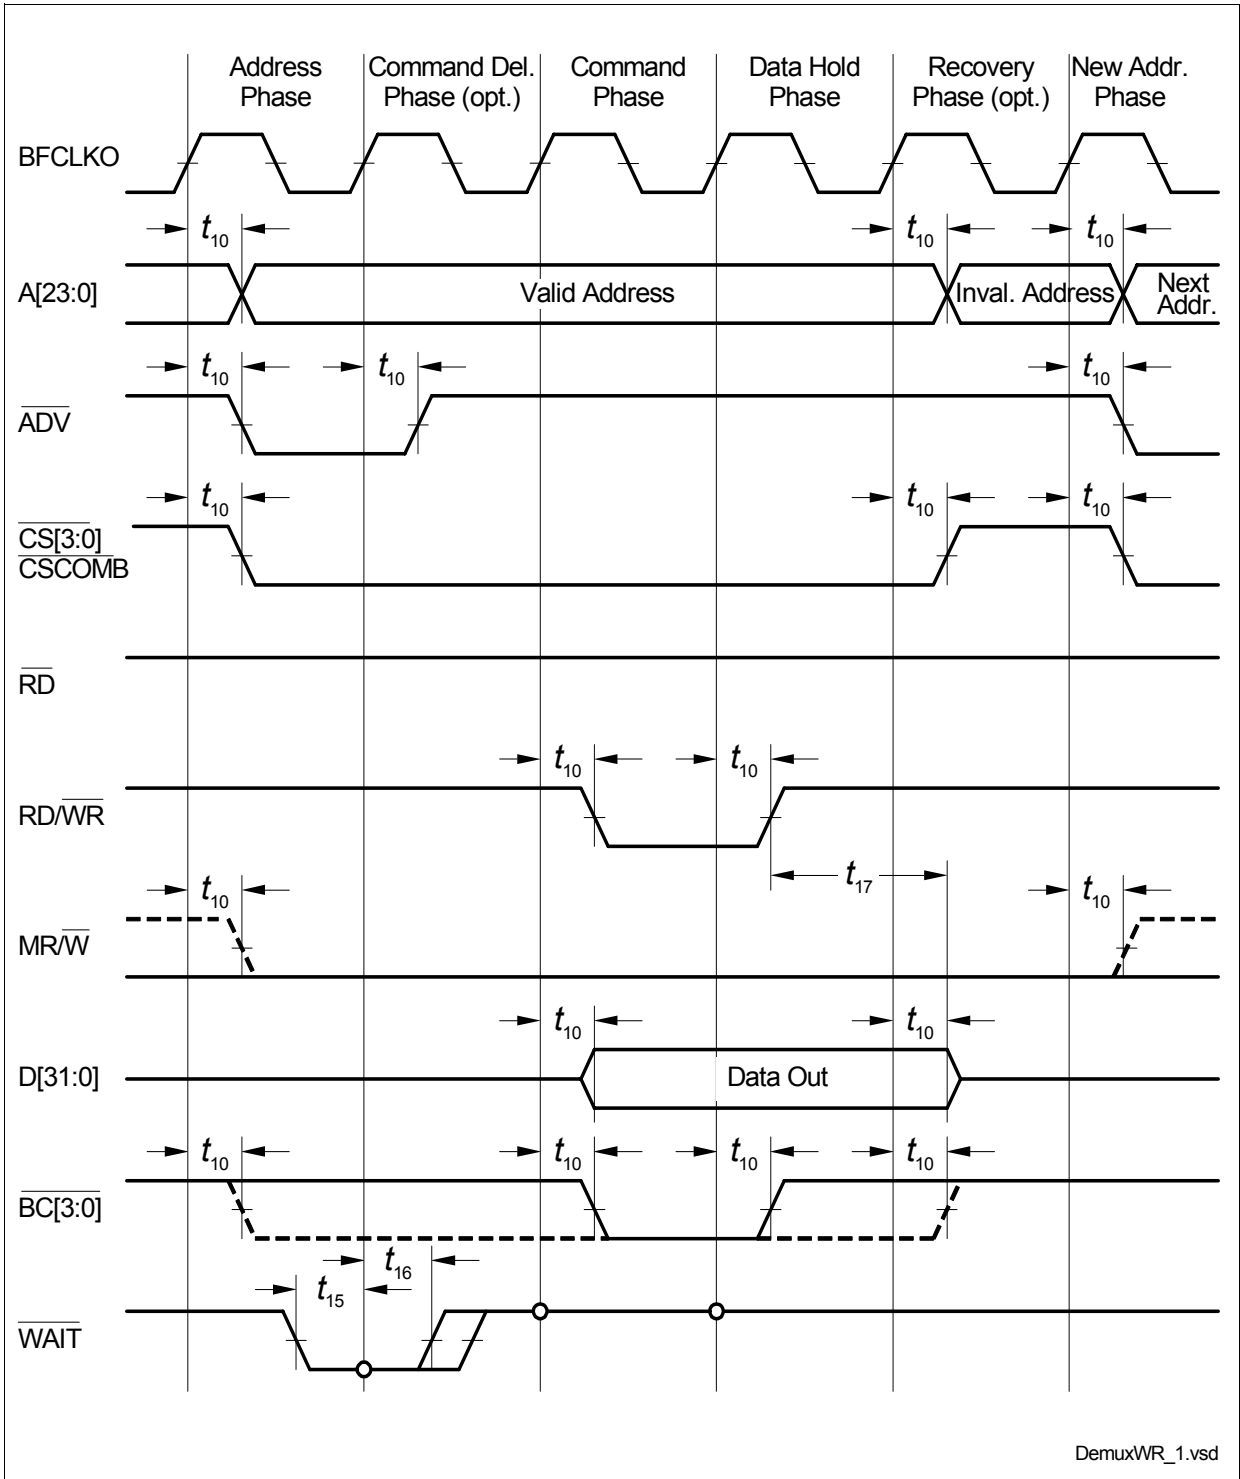 Address Phase
Command Del. Phase (opt.)
Command Phase
Data Hold Phase
Recovery Phase (opt.)
New Addr. Phase
BFCLKO
t10 t10 t10
A[23:0] Valid Address Inval. Address Next Addr.
t10 t10 t10
ADV
t10 t10 t10
CS[3:0]
CSCOMB
RD
t10 t10
RD/WR
t17
t10 t10
MR/W
t10 t10
D[31:0] Data Out
t10 t10 t10 t10
BC[3:0]
t16
t15
WAIT
DemuxWR_1.vsd